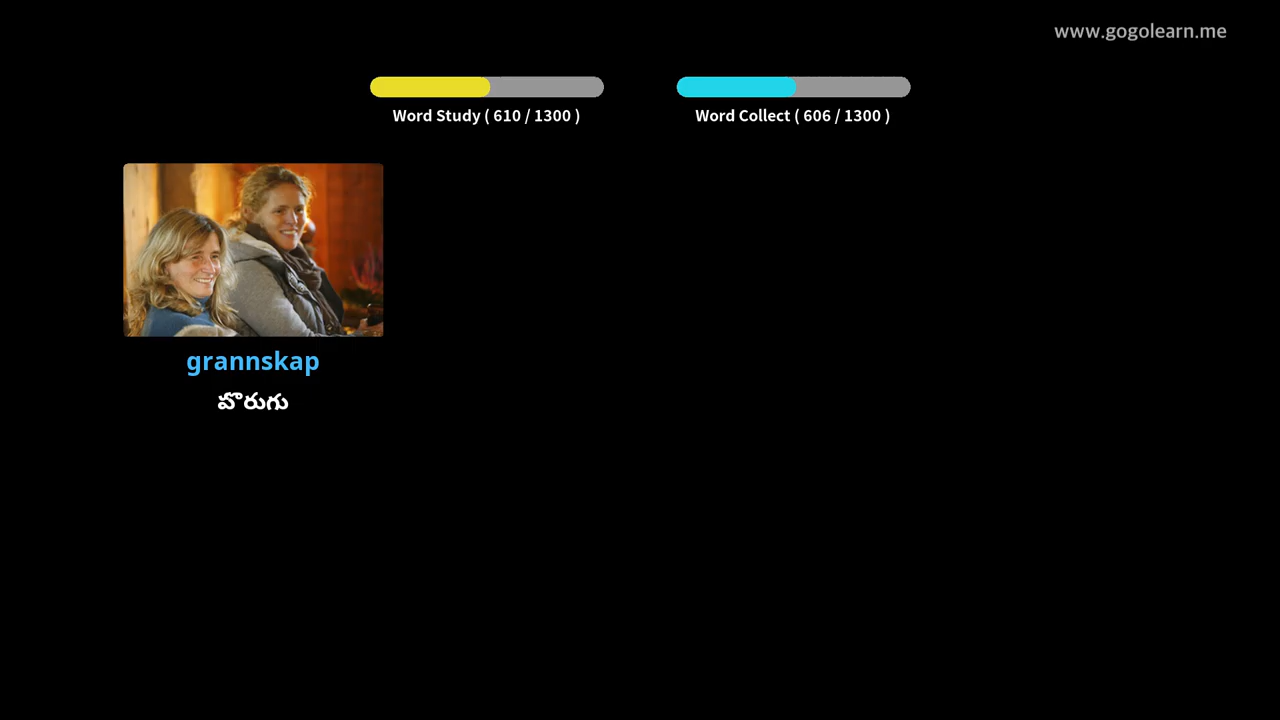 www.gogolearn.me
Word Study ( 610 / 1300 )
Word Collect ( 606 / 1300 )
grannskap
పొరుగు